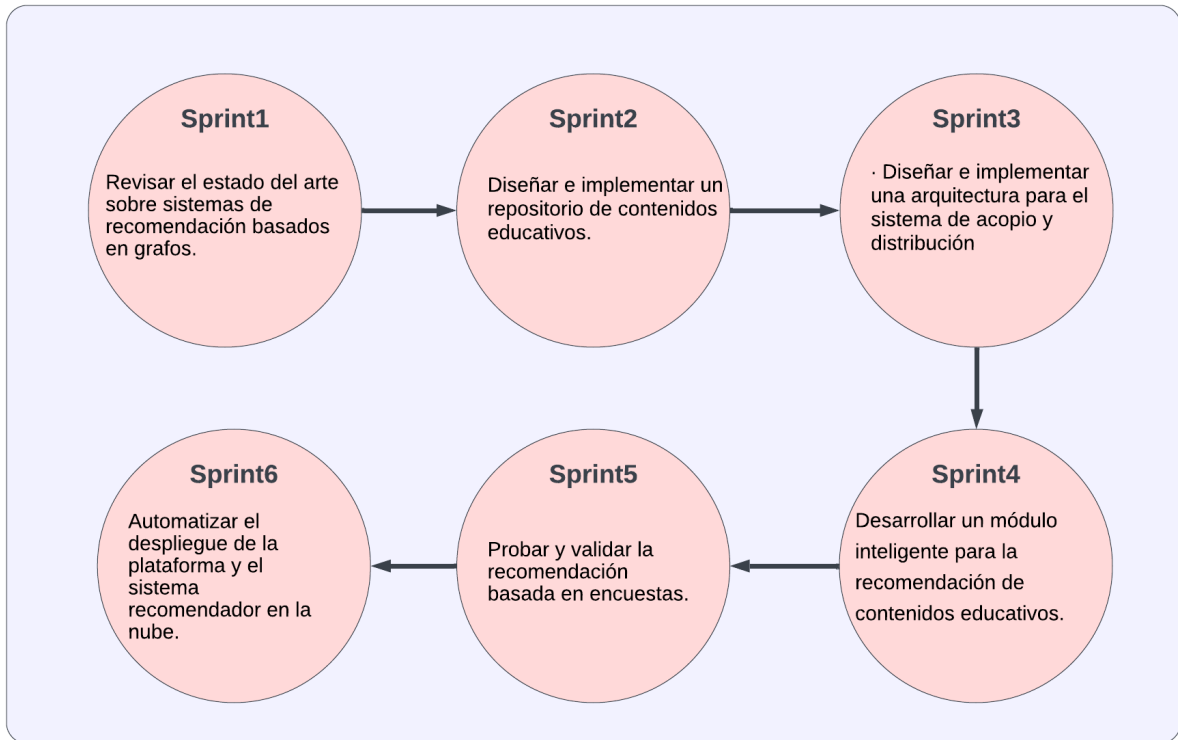 Sprint1
Revisar el estado del arte
sobre sistemas de
recomendación basados
en grafos.
Sprint2
Diseñar e implementar un
repositorio de contenidos
educativos.
Sprint3
· Diseñar e implementar
una arquitectura para el
sistema de acopio y
distribución
Sprint4
Desarrollar un módulo
inteligente para la
recomendación de
contenidos educativos.
Sprint5
Probar y validar la
recomendación
basada en encuestas.
Sprint6
Automatizar el
despliegue de la
plataforma y el
sistema
recomendador en la
nube.